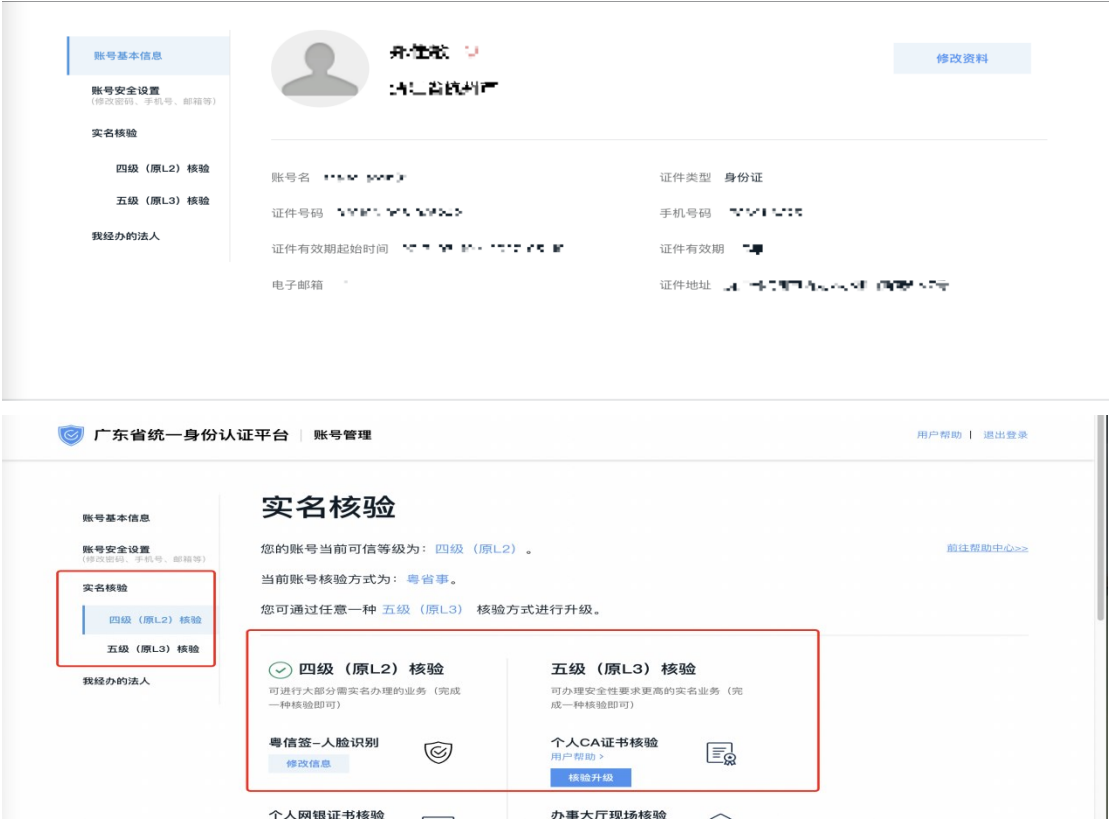 账号基本信息
修改资料
账号安全设置
(修改密码、手机号、邮箱等)
实名核验
四级（原L2）核验
五级（原L3）核验
我经办的法人
账号名
证件类型 身份证
证件号码
手机号码
证件有效期起始时间
证件有效期
电子邮箱
证件地址
广东省统一身份认证平台 | 账号管理
用户帮助 | 退出登录
账号基本信息
账号安全设置
(修改密码、手机号、邮箱等)
实名核验
四级（原L2）核验
五级（原L3）核验
我经办的法人
实名核验
您的账号当前可信等级为：四级（原L2）。
前往帮助中心>>
当前账号核验方式为：粤省事。
您可通过任意一种 五级（原L3） 核验方式进行升级。
四级（原L2）核验
可进行大部分需实名办理的业务（完成
一种核验即可）
粤信签–人脸识别
修改信息
个人网银证书核验
五级（原L3）核验
可办理安全性要求更高的实名业务（完
成一种核验即可）
个人CA证书核验
用户帮助 >
核验升级
办事大厅现场核验